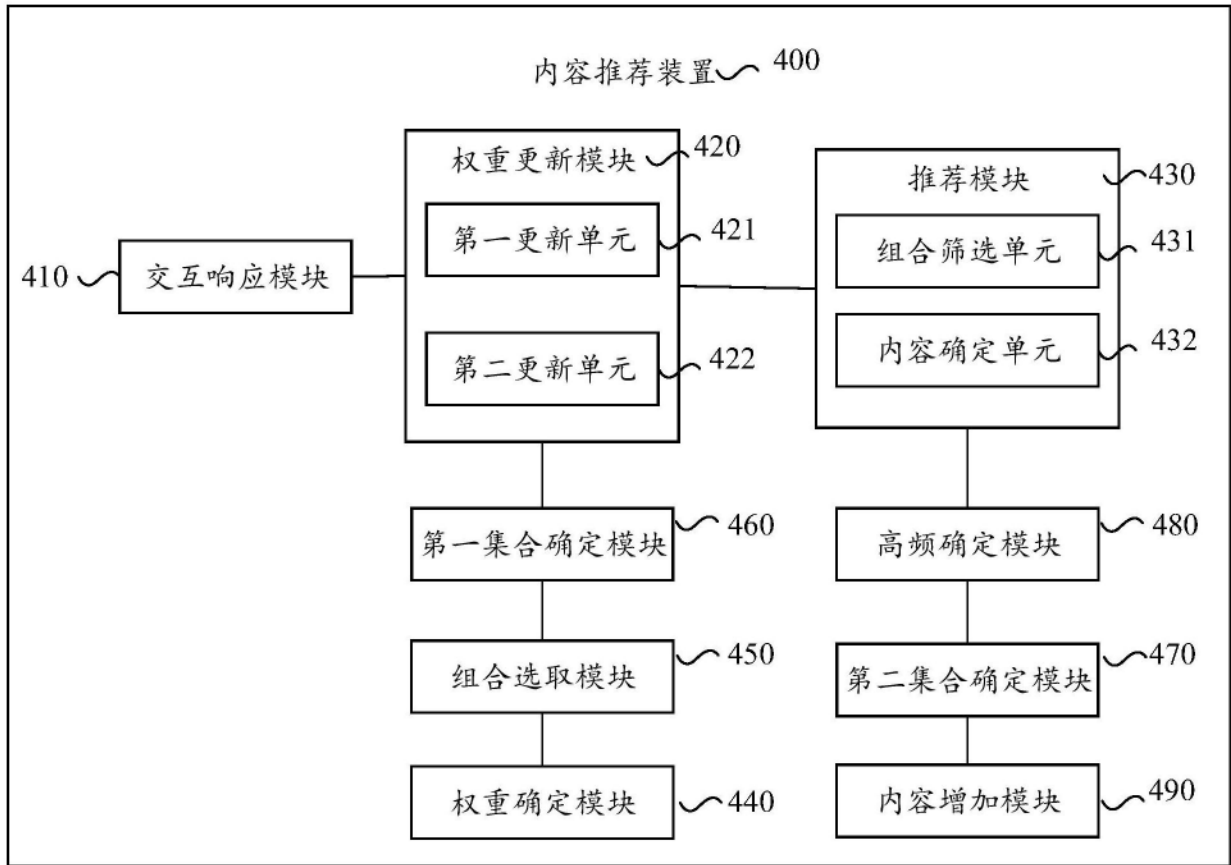 内容推荐装置 400
权重更新模块 420
第一更新单元 421
第二更新单元 422
410 交互响应模块
推荐模块 430
组合筛选单元 431
内容确定单元 432
第一集合确定模块 460
组合选取模块 450
权重确定模块 440
高频确定模块 480
第二集合确定模块 470
内容增加模块 490